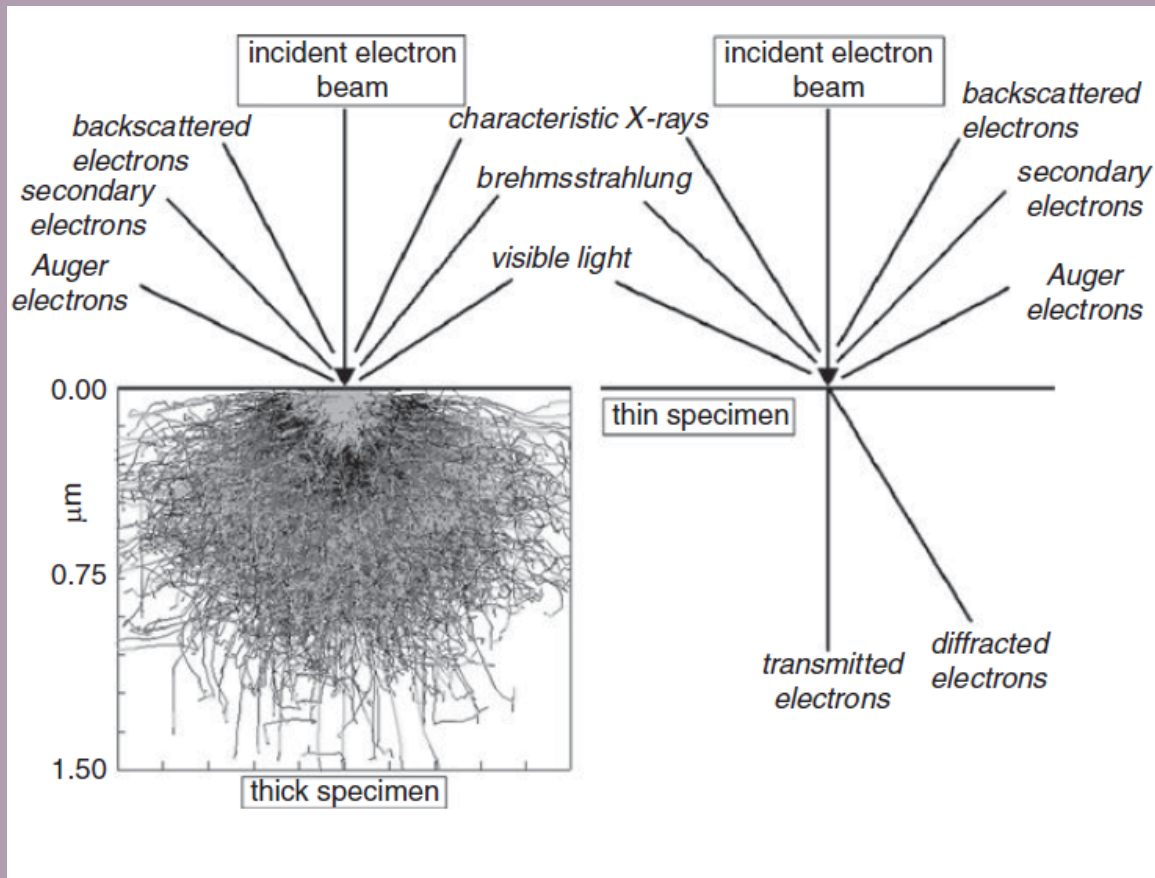 incident electron
beam
incident electron
beam
backscattered
electrons
characteristic X-rays
backscattered
electrons
secondary
electrons
brehmsstrahlung
secondary
electrons
Auger
electrons
visible light
Auger
electrons
0.00
thin specimen
µm
0.75
transmitted
electrons
diffracted
electrons
1.50
thick specimen